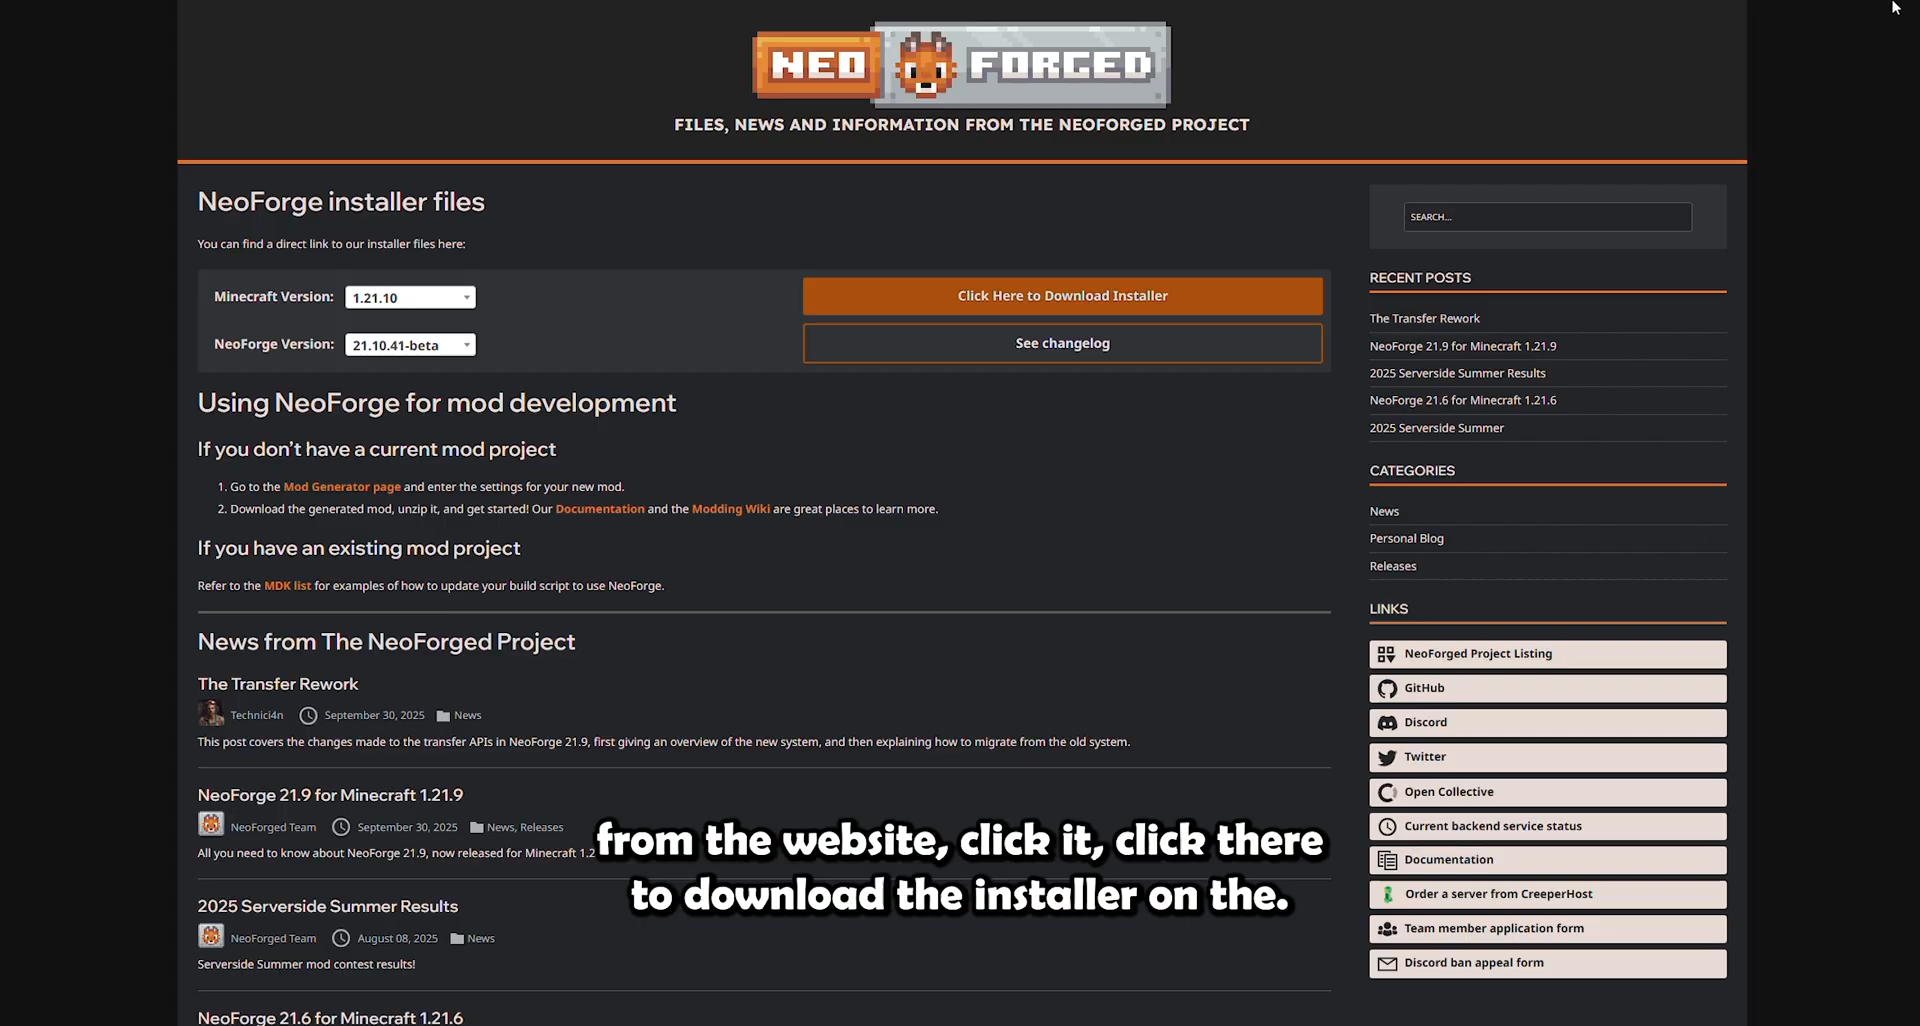 NEO FORGED
FILES, NEWS AND INFORMATION FROM THE NEOFORGED PROJECT
NeoForge installer files
You can find a direct link to our installer files here:
Minecraft Version: 1.21.10
Click Here to Download Installer
NeoForge Version: 21.10.41-beta
See changelog
Using NeoForge for mod development
If you don't have a current mod project
1. Go to the Mod Generator page and enter the settings for your new mod.
2. Download the generated mod, unzip it, and get started! Our Documentation and the Modding Wiki are great places to learn more.
If you have an existing mod project
Refer to the MDK list for examples of how to update your build script to use NeoForge.
News from The NeoForged Project
The Transfer Rework
Technici4n September 30, 2025 News
This post covers the changes made to the transfer APIs in NeoForge 21.9, first giving an overview of the new system, and then explaining how to migrate from the old system.
NeoForge 21.9 for Minecraft 1.21.9
NeoForged Team September 30, 2025 News, Releases
All you need to know about NeoForge 21.9, now released for Minecraft 1.2
2025 Serverside Summer Results
NeoForged Team August 08, 2025 News
Serverside Summer mod contest results!
NeoForge 21.6 for Minecraft 1.21.6
SEARCH...
RECENT POSTS
The Transfer Rework
NeoForge 21.9 for Minecraft 1.21.9
2025 Serverside Summer Results
NeoForge 21.6 for Minecraft 1.21.6
2025 Serverside Summer
CATEGORIES
News
Personal Blog
Releases
LINKS
NeoForged Project Listing
GitHub
Discord
Twitter
Open Collective
Current backend service status
Documentation
Order a server from CreeperHost
Team member application form
Discord ban appeal form
from the website, click it, click there
to download the installer on the.